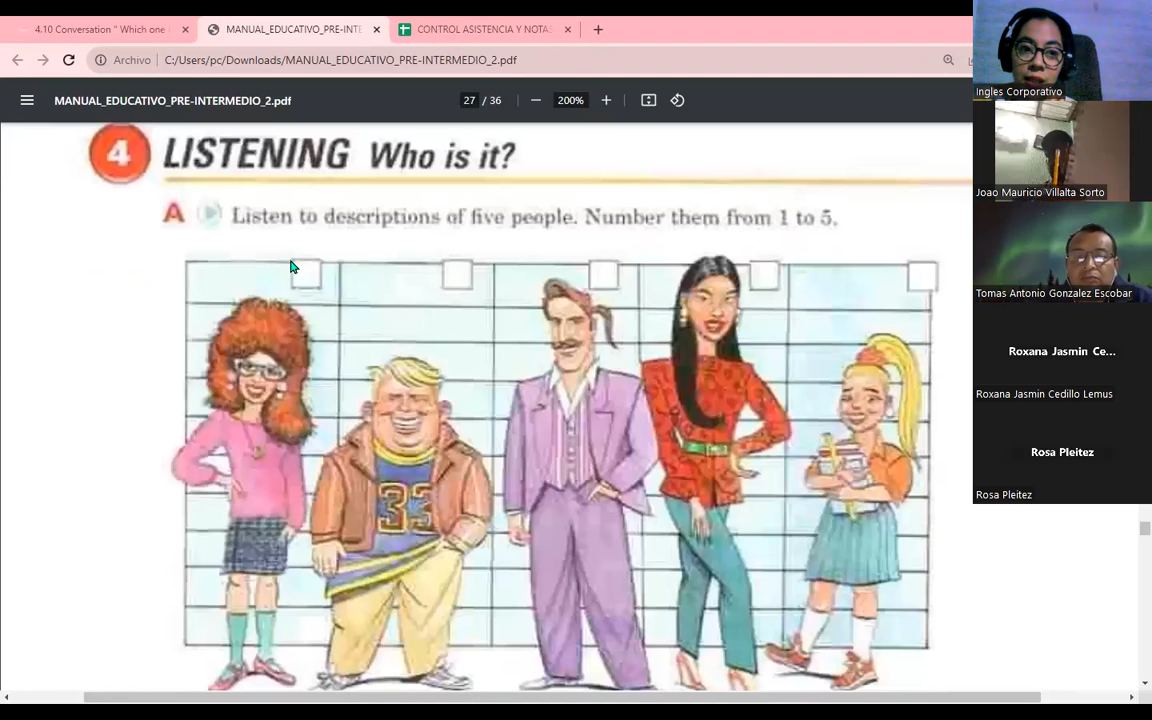 4.10 Conversation " Which one
MANUAL_EDUCATIVO_PRE-INTE
CONTROL ASISTENCIA Y NOTAS
Archivo
C:/Users/pc/Downloads/MANUAL_EDUCATIVO_PRE-INTERMEDIO_2.pdf
MANUAL_EDUCATIVO_PRE-INTERMEDIO_2.pdf
27 / 36
200%
4 LISTENING Who is it?
A Listen to descriptions of five people. Number them from 1 to 5.
33
Ingles Corporativo
Joao Mauricio Villalta Sorto
Tomas Antonio Gonzalez Escobar
Roxana Jasmin Ce...
Roxana Jasmin Cedillo Lemus
Rosa Pleitez
Rosa Pleitez